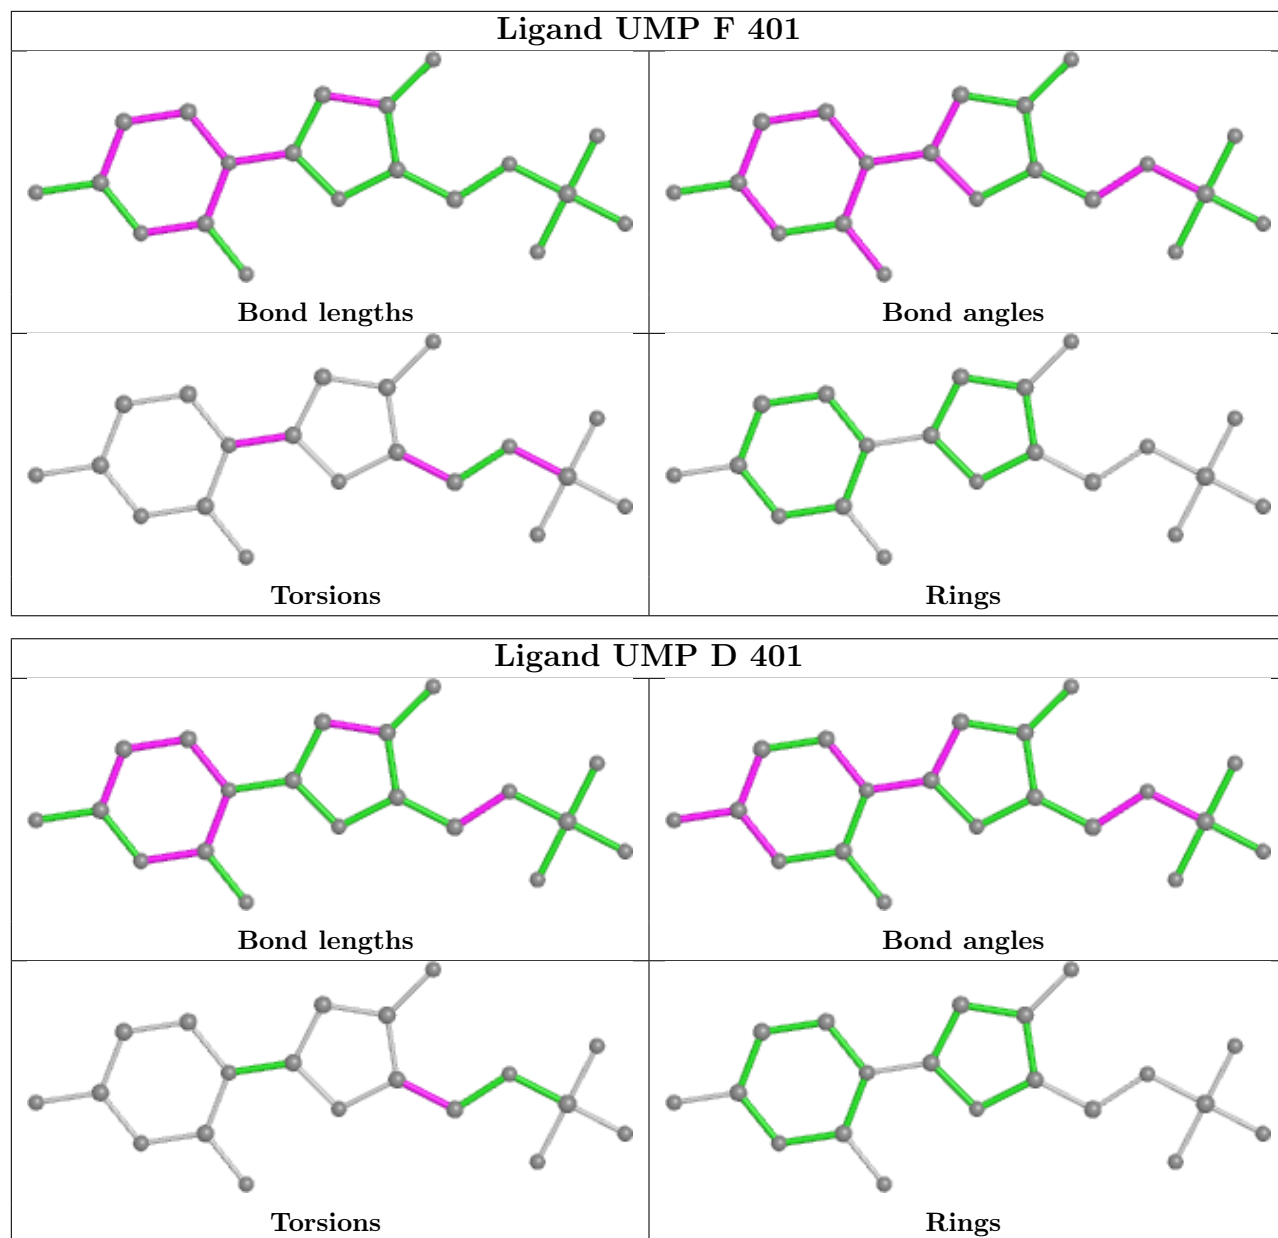 Ligand UMP F 401
Bond lengths
Bond angles
Torsions
Rings
Ligand UMP D 401
Bond lengths
Bond angles
Torsions
Rings